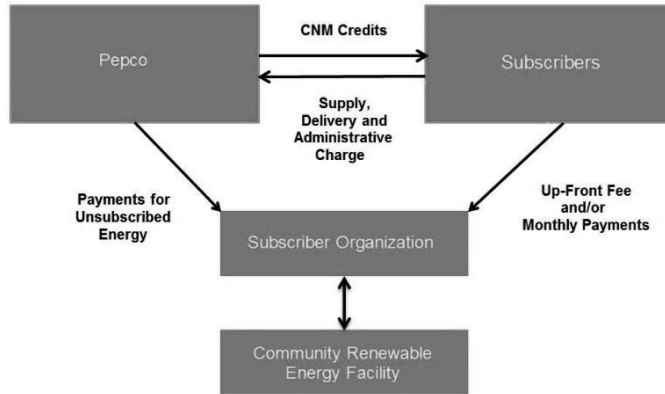 CNM Credits
Pepco
Subscribers
Supply,
Delivery and
Administrative
Charge
Payments for
Unsubscribed
Energy
Up-Front Fee
and/or
Monthly Payments
Subscriber Organization
Community Renewable
Energy Facility